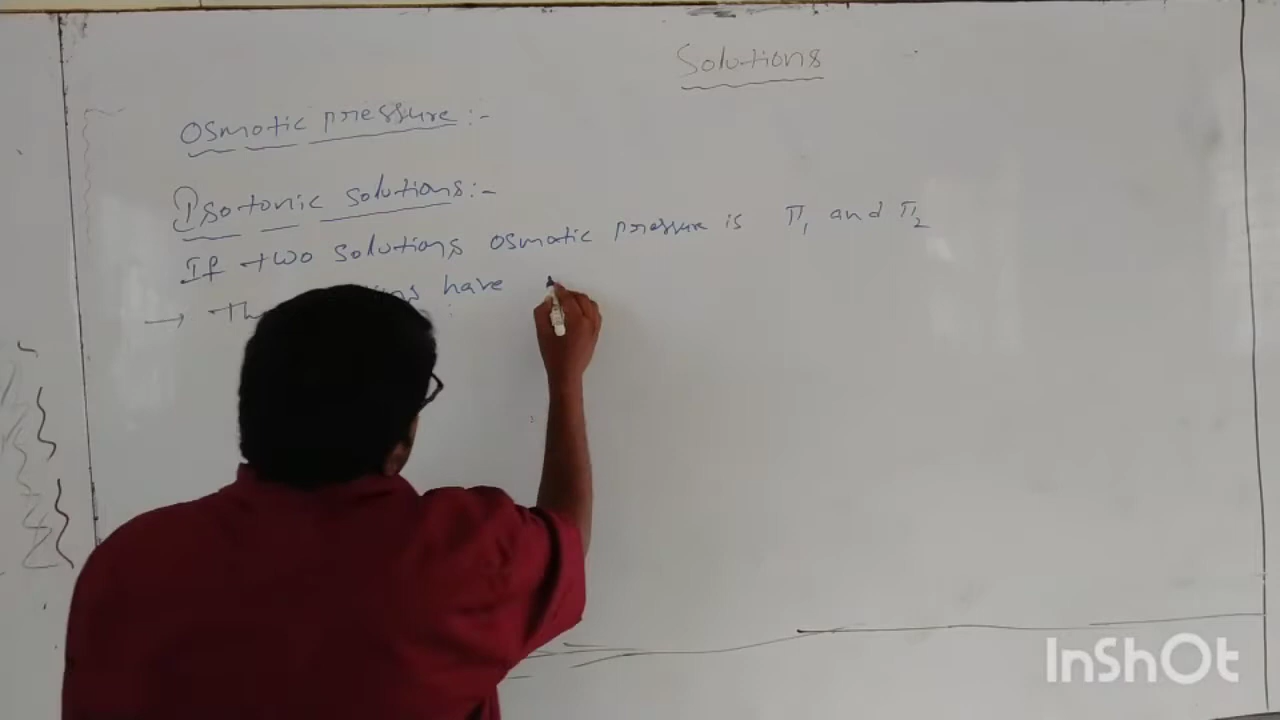 Solutions
Osmotic pressure :-
Isotonic solutions :-
If two solutions osmotic pressure is π₁ and π₂
→ have
InShOt